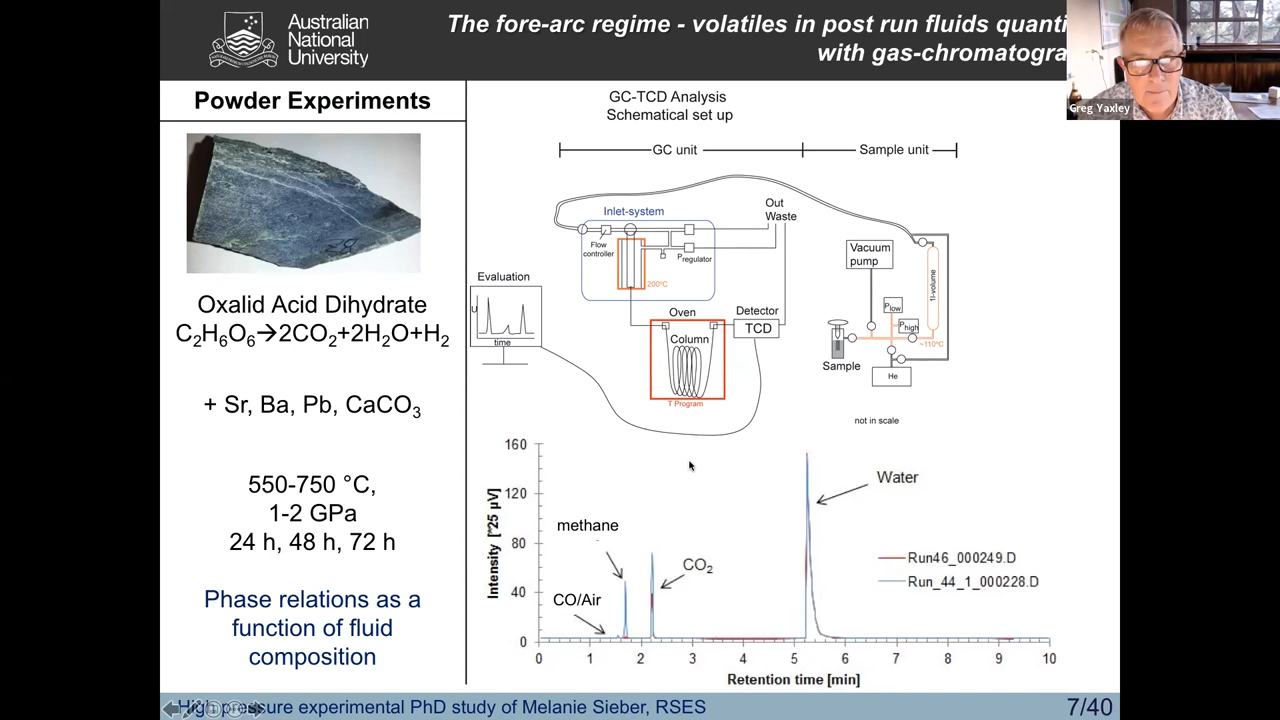 Australian
National
University
The fore-arc regime - volatiles in post run fluids quanti
with gas-chromatogra
Greg Yaxley
Powder Experiments
Oxalid Acid Dihydrate
C₂H₆O₆→2CO₂+2H₂O+H₂
+ Sr, Ba, Pb, CaCO₃
550-750 °C,
1-2 GPa
24 h, 48 h, 72 h
Phase relations as a
function of fluid
composition
GC-TCD Analysis
Schematical set up
GC unit
Sample unit
Inlet-system
Out
Waste
Flow
controller
Pregulator
200°C
Evaluation
U
time
Oven
Column
T Program
Detector
TCD
Vacuum
pump
1l-volume
Plow
Phigh
~110°C
Sample
He
not in scale
Intensity [*25 µV]
160
120
80
40
0
methane
CO₂
CO/Air
Water
Run46_000249.D
Run_44_1_000228.D
0 1 2 3 4 5 6 7 8 9 10
Retention time [min]
High pressure experimental PhD study of Melanie Sieber, RSES
7/40